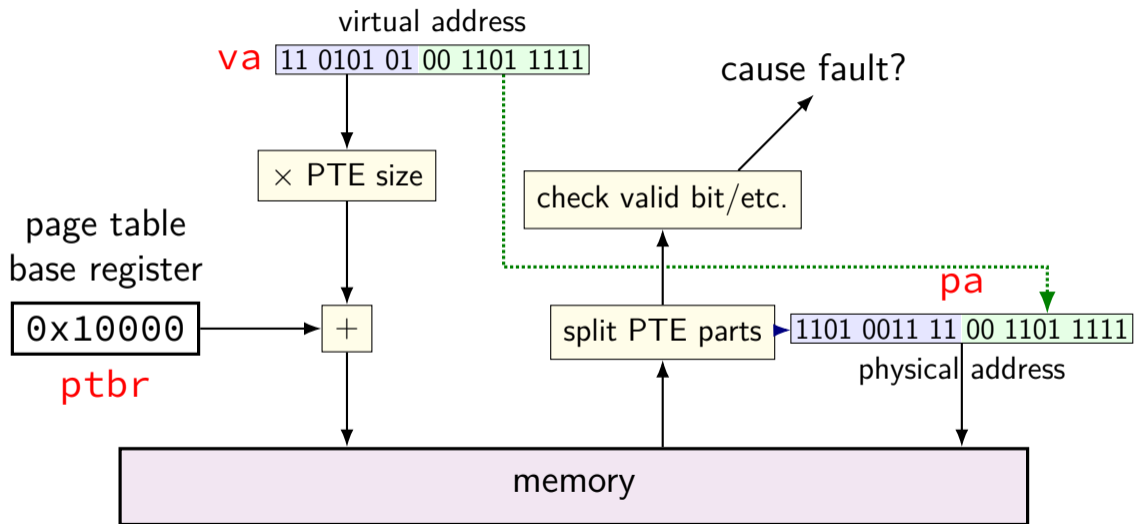 virtual address
va
11 0101 01 00 1101 1111
cause fault?
× PTE size
check valid bit/etc.
page table
base register
0x10000
ptbr
+
split PTE parts
pa
1101 0011 11 00 1101 1111
physical address
memory